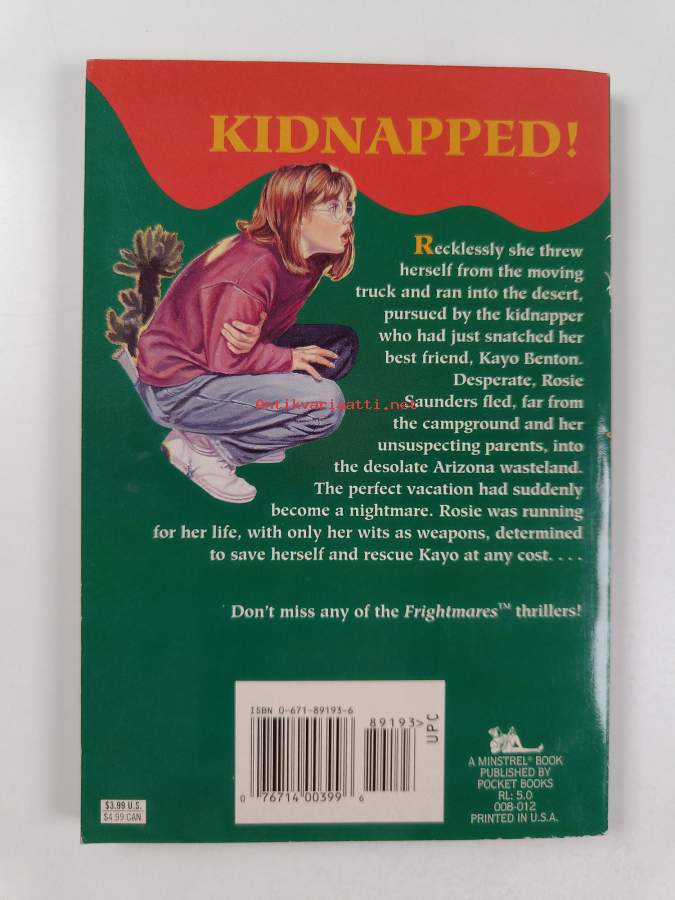 KIDNAPPED!
Recklessly she threw
herself from the moving
truck and ran into the desert,
pursued by the kidnapper
who had just snatched her
best friend, Kayo Benton.
Desperate, Rosie
Saunders fled, far from
the campground and her
unsuspecting parents, into
the desolate Arizona wasteland.
The perfect vacation had suddenly
become a nightmare. Rosie was running
for her life, with only her wits as weapons, determined
to save herself and rescue Kayo at any cost. . . .
Antikvariaatti.net
Don't miss any of the Frightmares™ thrillers!
ISBN 0-671-89193-6
89193>
UPC
0 76714 00399 6
$3.99 U.S.
$4.99 CAN.
A MINSTREL® BOOK
PUBLISHED BY
POCKET BOOKS
RL: 5.0
008-012
PRINTED IN U.S.A.